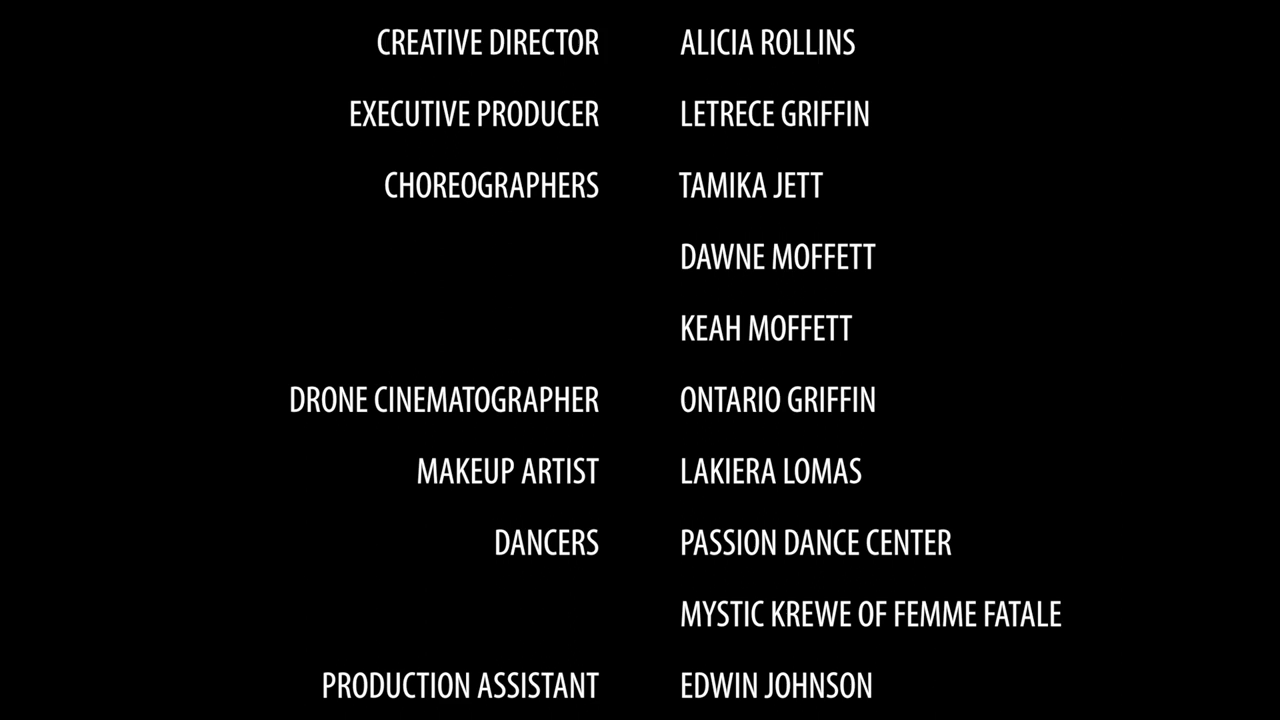 CREATIVE DIRECTOR ALICIA ROLLINS
EXECUTIVE PRODUCER LETRECE GRIFFIN
CHOREOGRAPHERS TAMIKA JETT
DAWNE MOFFETT
KEAH MOFFETT
DRONE CINEMATOGRAPHER ONTARIO GRIFFIN
MAKEUP ARTIST LAKIERA LOMAS
DANCERS PASSION DANCE CENTER
MYSTIC KREWE OF FEMME FATALE
PRODUCTION ASSISTANT EDWIN JOHNSON